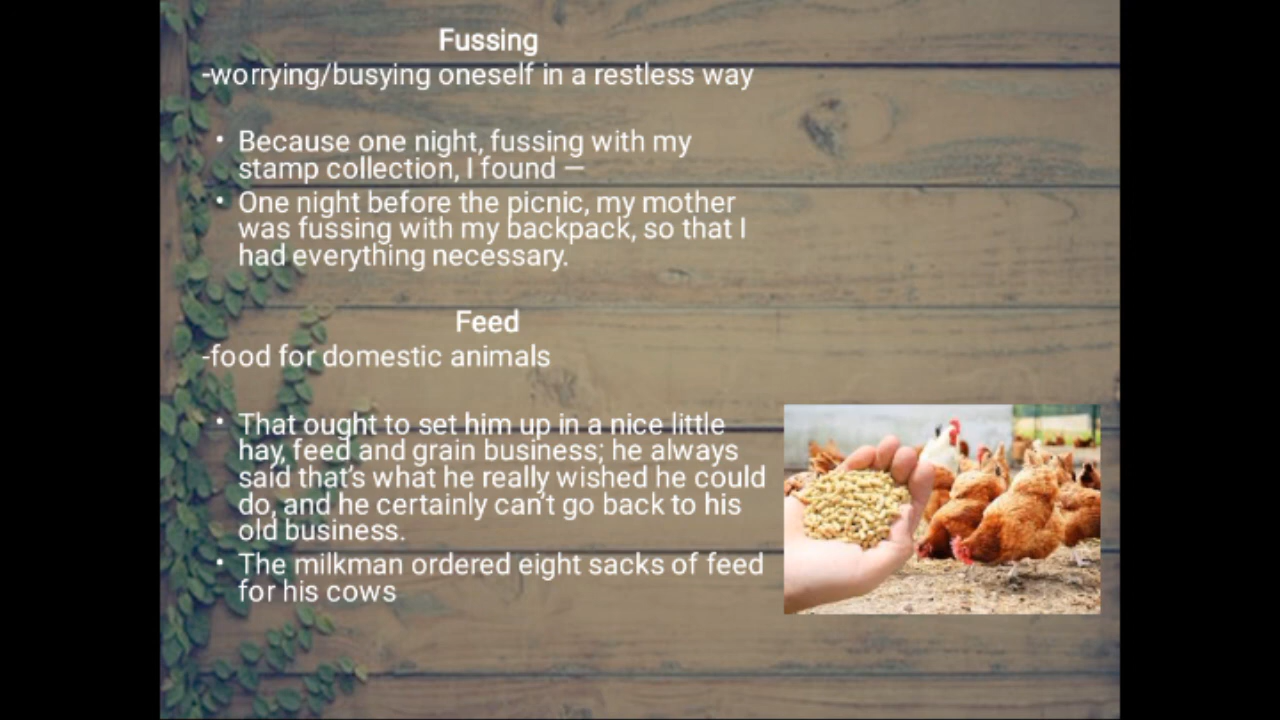 Fussing
-worrying/busying oneself in a restless way
• Because one night, fussing with my
stamp collection, I found —
• One night before the picnic, my mother
was fussing with my backpack, so that I
had everything necessary.
Feed
-food for domestic animals
• That ought to set him up in a nice little
hay, feed and grain business; he always
said that's what he really wished he could
do, and he certainly can't go back to his
old business.
• The milkman ordered eight sacks of feed
for his cows